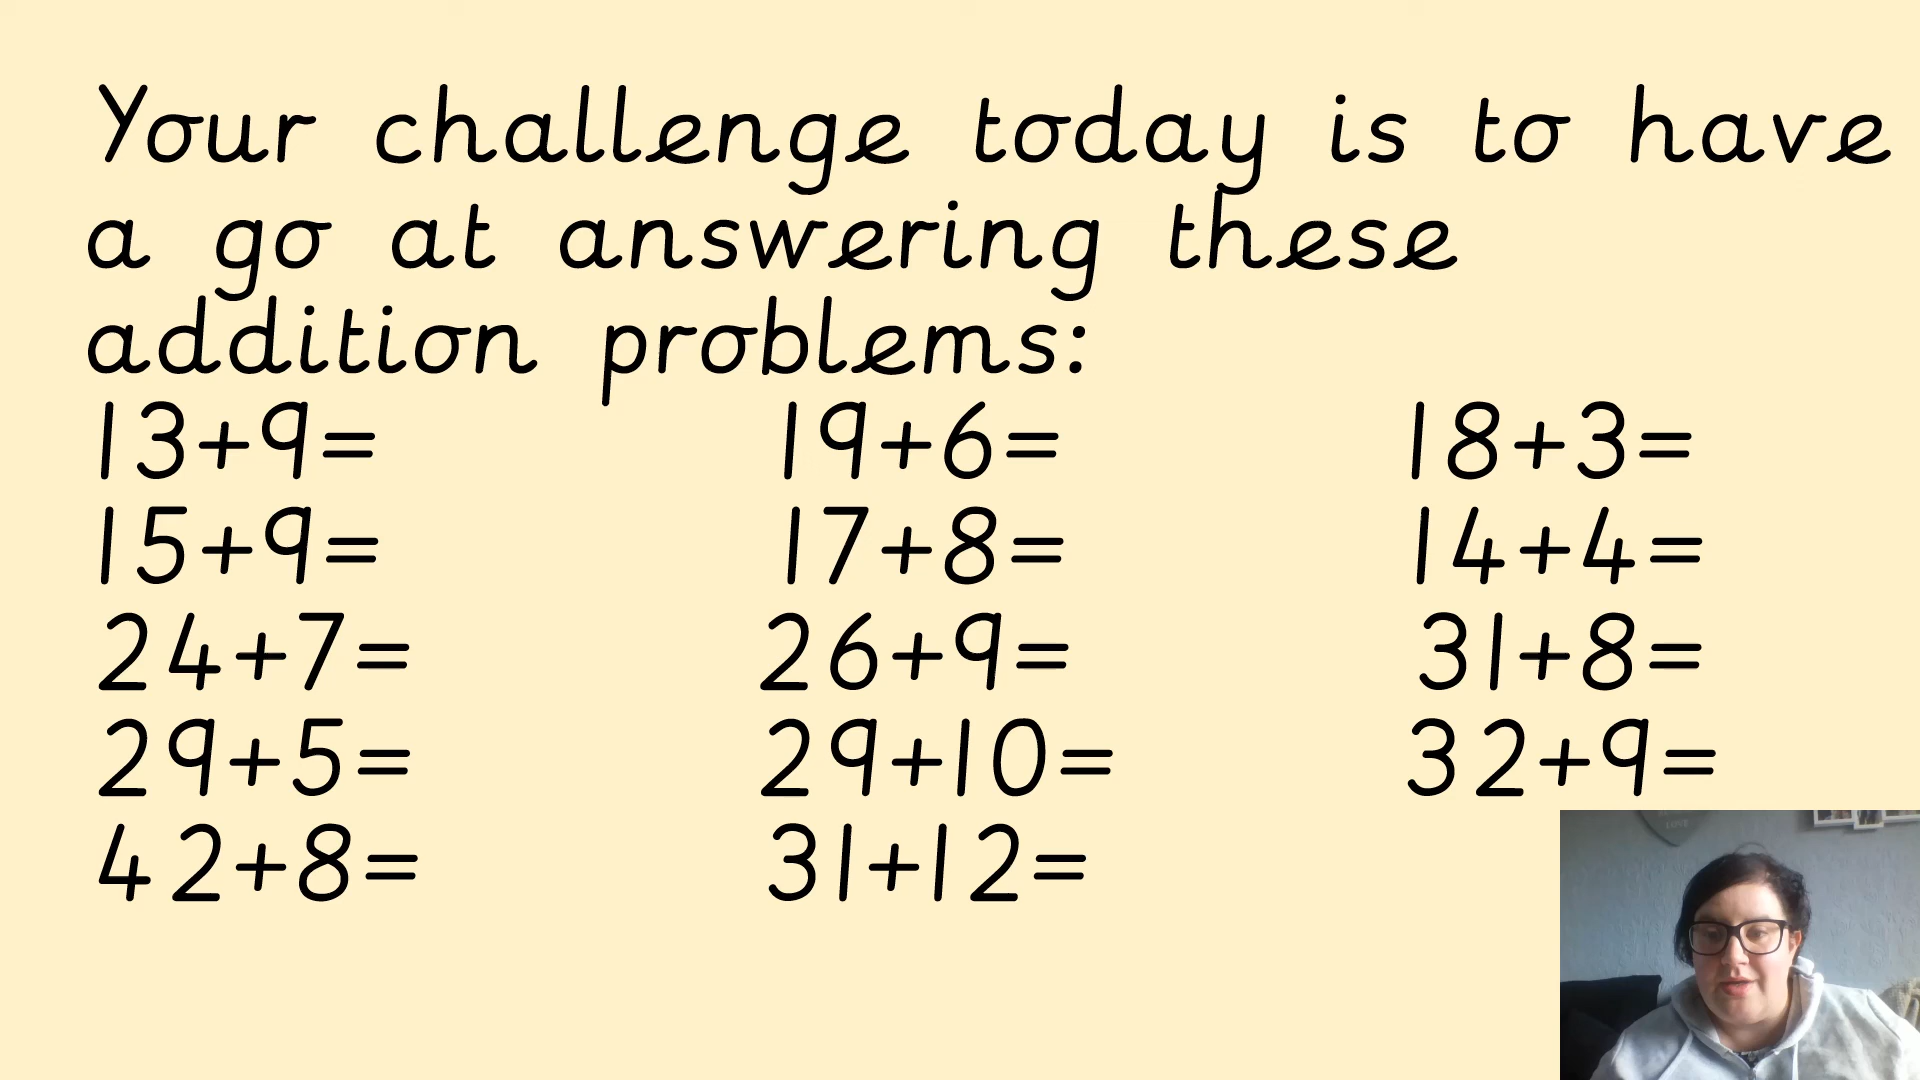 Your challenge today is to have
a go at answering these
addition problems:
13+9= 19+6= 18+3=
15+9= 17+8= 14+4=
24+7= 26+9= 31+8=
29+5= 29+10= 32+9=
42+8= 31+12=